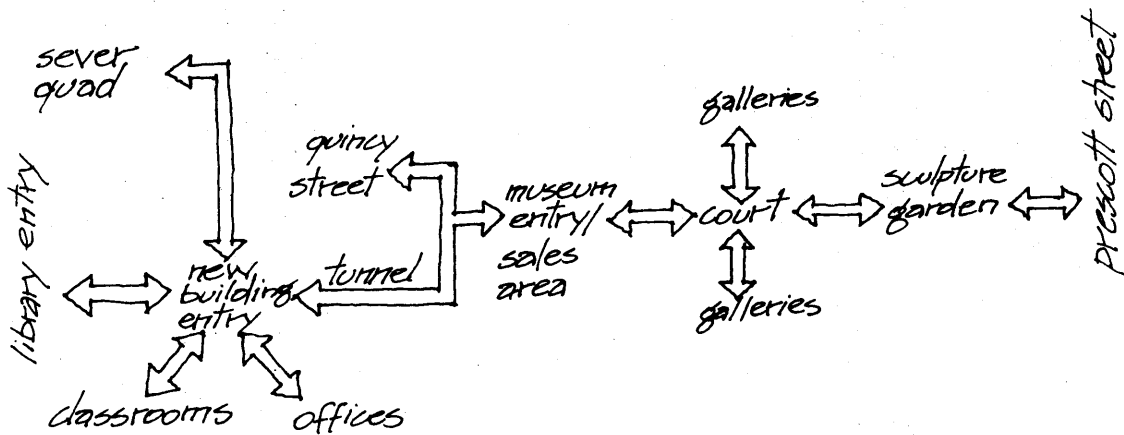 sever
quad
library entry
quincy
street
new
building
entry
tunnel
classrooms
offices
museum
entry/
sales
area
galleries
court
galleries
sculpture
garden
prescott street